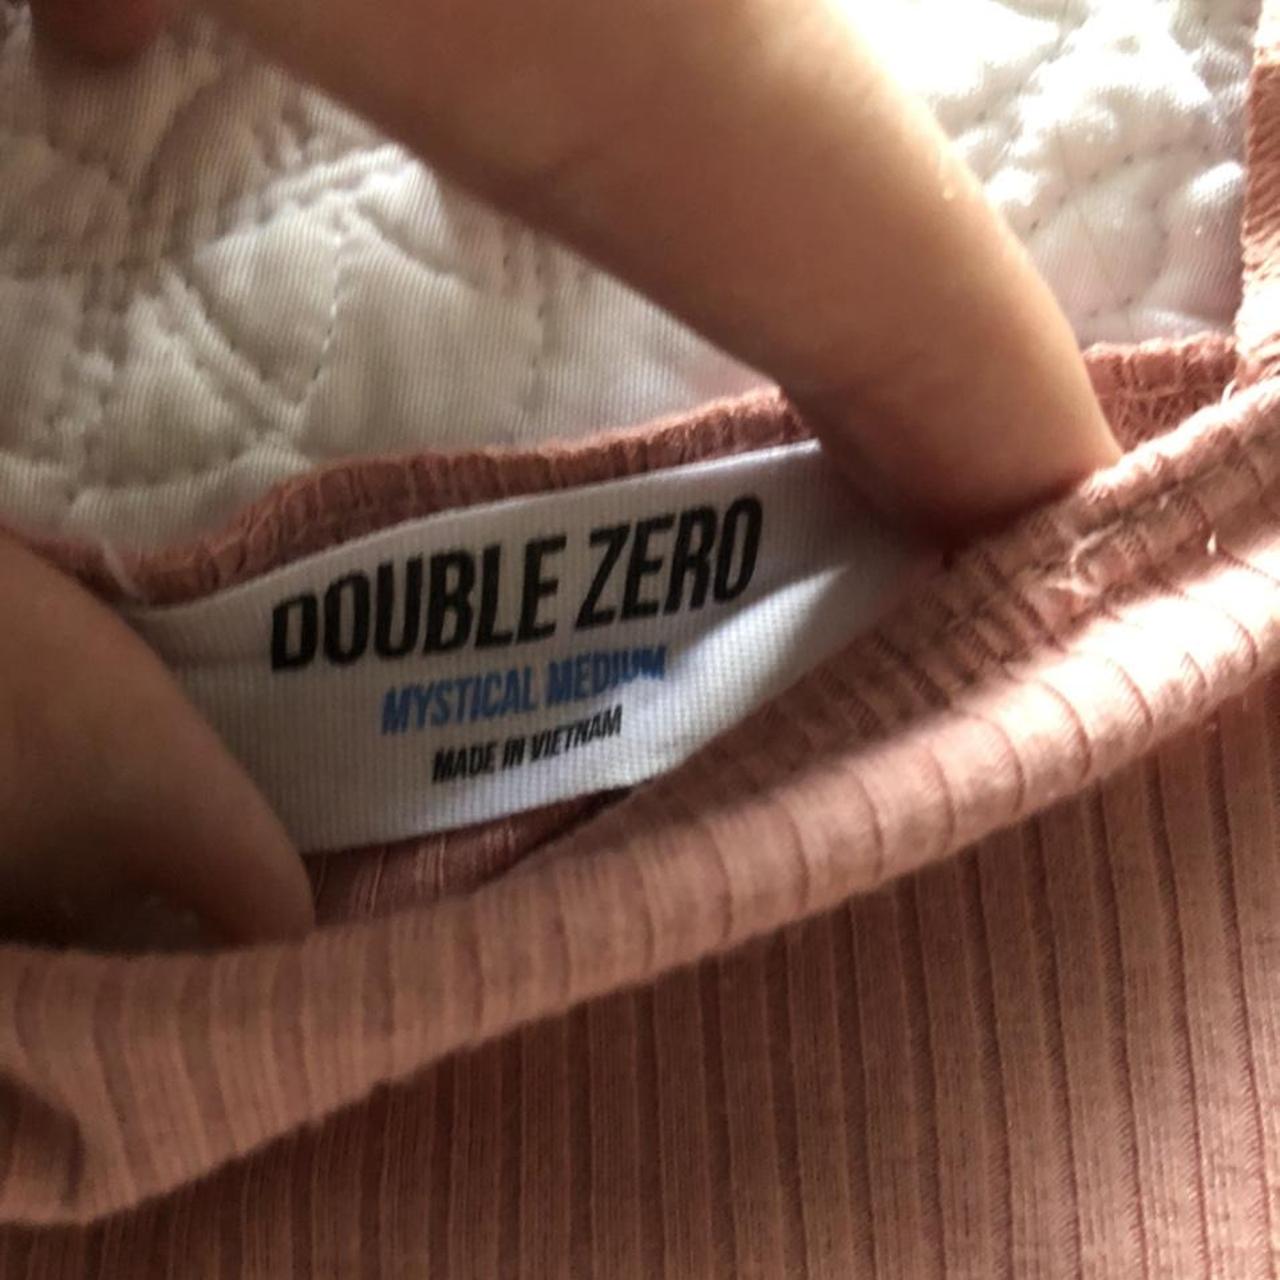 DOUBLE ZERO
MYSTICAL MEDIUM
MADE IN VIETNAM